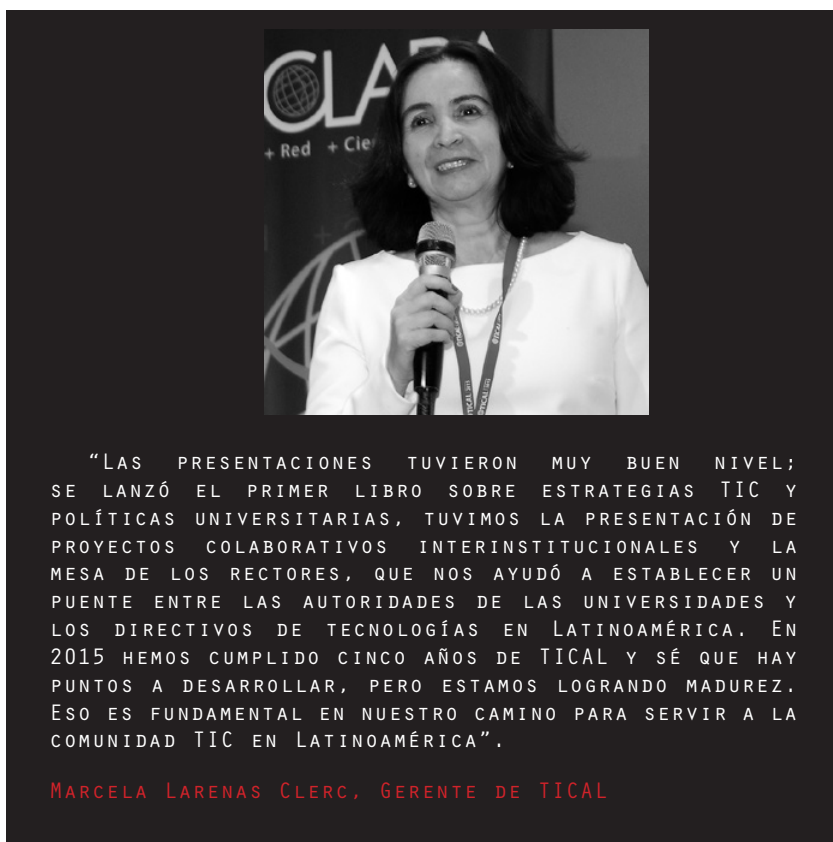 CLARA
+ Red + Cie
TICAL 2015
TICAL
“Las presentaciones tuvieron muy buen nivel;
se lanzó el primer libro sobre estrategias TIC y
políticas universitarias, tuvimos la presentación de
proyectos colaborativos interinstitucionales y la
mesa de los rectores, que nos ayudó a establecer un
puente entre las autoridades de las universidades y
los directivos de tecnologías en Latinoamérica. En
2015 hemos cumplido cinco años de TICAL y sé que hay
puntos a desarrollar, pero estamos logrando madurez.
Eso es fundamental en nuestro camino para servir a la
comunidad TIC en Latinoamérica”.
Marcela Larenas Clerc, Gerente de TICAL